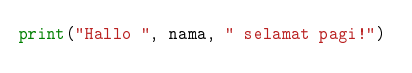 print("Hallo ", nama, " selamat pagi!")